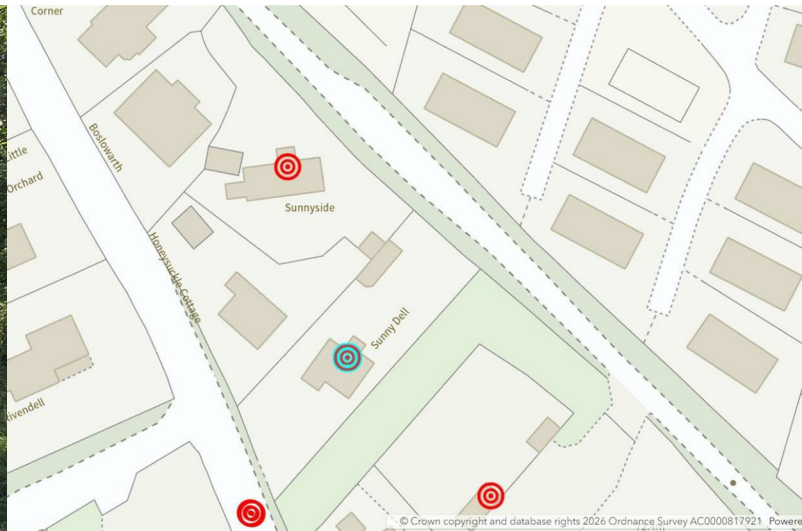 Corner
Boslowarth
Little
Orchard
Sunnyside
Honeysuckle Cottage
Sunny Dell
ivendell
© Crown copyright and database rights 2026 Ordnance Survey AC0000817921 | Powere